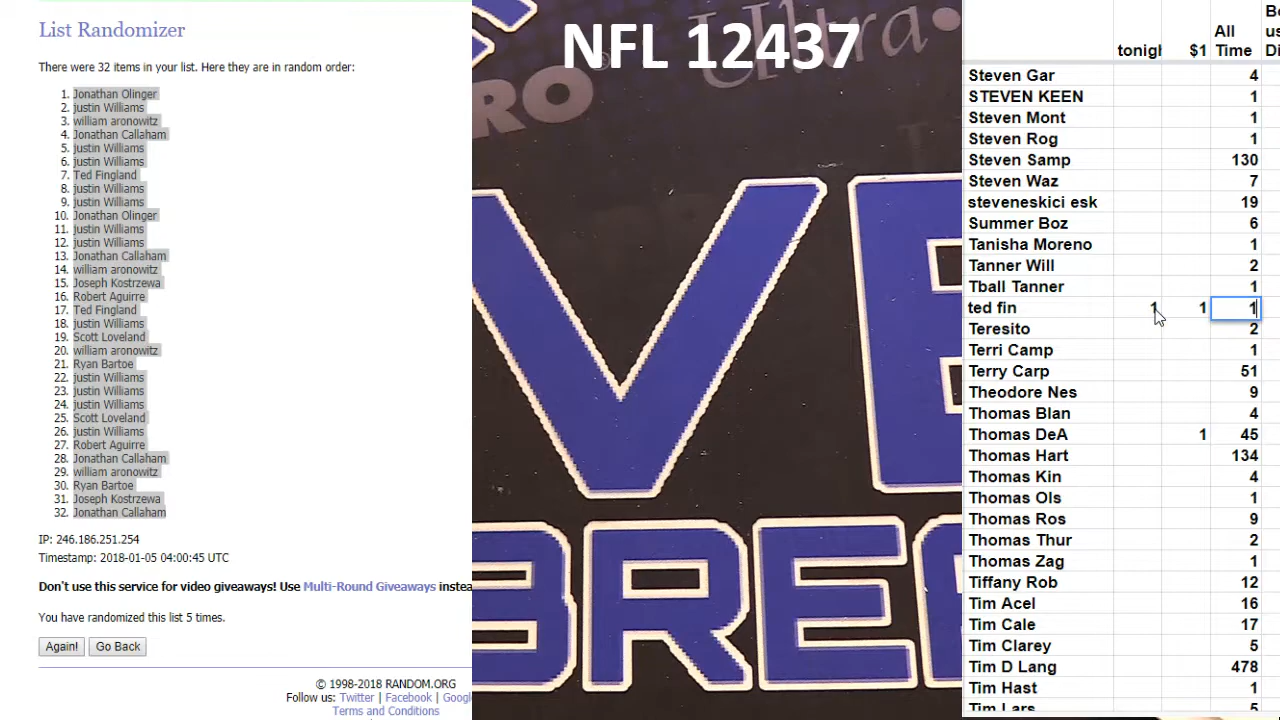 List Randomizer
There were 32 items in your list. Here they are in random order:
1. Jonathan Olinger
2. justin Williams
3. william aronowitz
4. Jonathan Callaham
5. justin Williams
6. justin Williams
7. Ted Fingland
8. justin Williams
9. justin Williams
10. Jonathan Olinger
11. justin Williams
12. justin Williams
13. Jonathan Callaham
14. william aronowitz
15. Joseph Kostrzewa
16. Robert Aguirre
17. Ted Fingland
18. justin Williams
19. Scott Loveland
20. william aronowitz
21. Ryan Bartoe
22. justin Williams
23. justin Williams
24. justin Williams
25. Scott Loveland
26. justin Williams
27. Robert Aguirre
28. Jonathan Callaham
29. william aronowitz
30. Ryan Bartoe
31. Joseph Kostrzewa
32. Jonathan Callaham
IP: 246.186.251.254
Timestamp: 2018-01-05 04:00:45 UTC
Don't use this service for video giveaways! Use Multi-Round Giveaways instea
You have randomized this list 5 times.
Again! Go Back
© 1998-2018 RANDOM.ORG
Follow us: Twitter | Facebook | Googl
Terms and Conditions
NFL 12437
Ultra
RO®
VE
BRE
tonigh $1 All Time
Steven Gar 4
STEVEN KEEN 1
Steven Mont 1
Steven Rog 1
Steven Samp 130
Steven Waz 7
steveneskici esk 19
Summer Boz 6
Tanisha Moreno 1
Tanner Will 2
Tball Tanner 1
ted fin 1 1 1
Teresito 2
Terri Camp 1
Terry Carp 51
Theodore Nes 9
Thomas Blan 4
Thomas DeA 1 45
Thomas Hart 134
Thomas Kin 4
Thomas Ols 1
Thomas Ros 9
Thomas Thur 2
Thomas Zag 1
Tiffany Rob 12
Tim Acel 16
Tim Cale 17
Tim Clarey 5
Tim D Lang 478
Tim Hast 1
Tim Lars 5